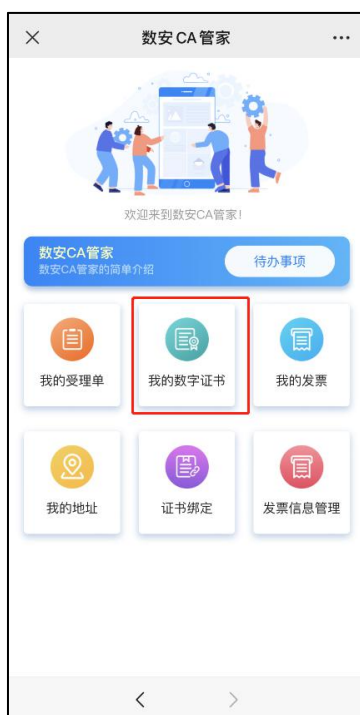 数安CA管家
欢迎来到数安CA管家!
数安CA管家
数安CA管家的简单介绍
待办事项
我的受理单
我的数字证书
我的发票
我的地址
证书绑定
发票信息管理